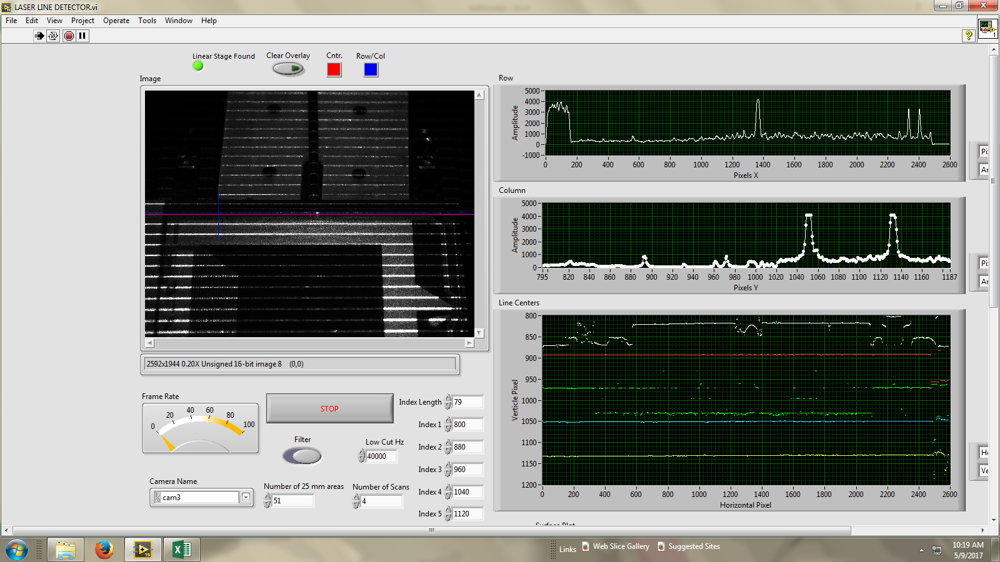 LASER LINE DETECTOR.vi
File Edit View Project Operate Tools Window Help
Linear Stage Found
Clear Overlay
Cntr.
Row/Col
Image
2592x1944 0.20X Unsigned 16-bit image 8 (0,0)
Frame Rate
0 20 40 60 80 100
STOP
Filter
Low Cut Hz
40000
Index Length 79
Index 1 800
Index 2 880
Index 3 960
Index 4 1040
Index 5 1120
Camera Name
cam3
Number of 25 mm areas
51
Number of Scans
4
Row
Amplitude
5000
4000
3000
2000
1000
0
-1000
0 200 400 600 800 1000 1200 1400 1600 1800 2000 2200 2400 2600
Pixels X
Column
Amplitude
5000
4000
3000
2000
1000
0
795 820 840 860 880 900 920 940 960 980 1000 1020 1040 1060 1080 1100 1120 1140 1160 1187
Pixels Y
Line Centers
Verticle Pixel
800
850
900
950
1000
1050
1100
1150
1200
0 200 400 600 800 1000 1200 1400 1600 1800 2000 2200 2400 2600
Horizontal Pixel
Links Web Slice Gallery Suggested Sites
10:19 AM
5/9/2017